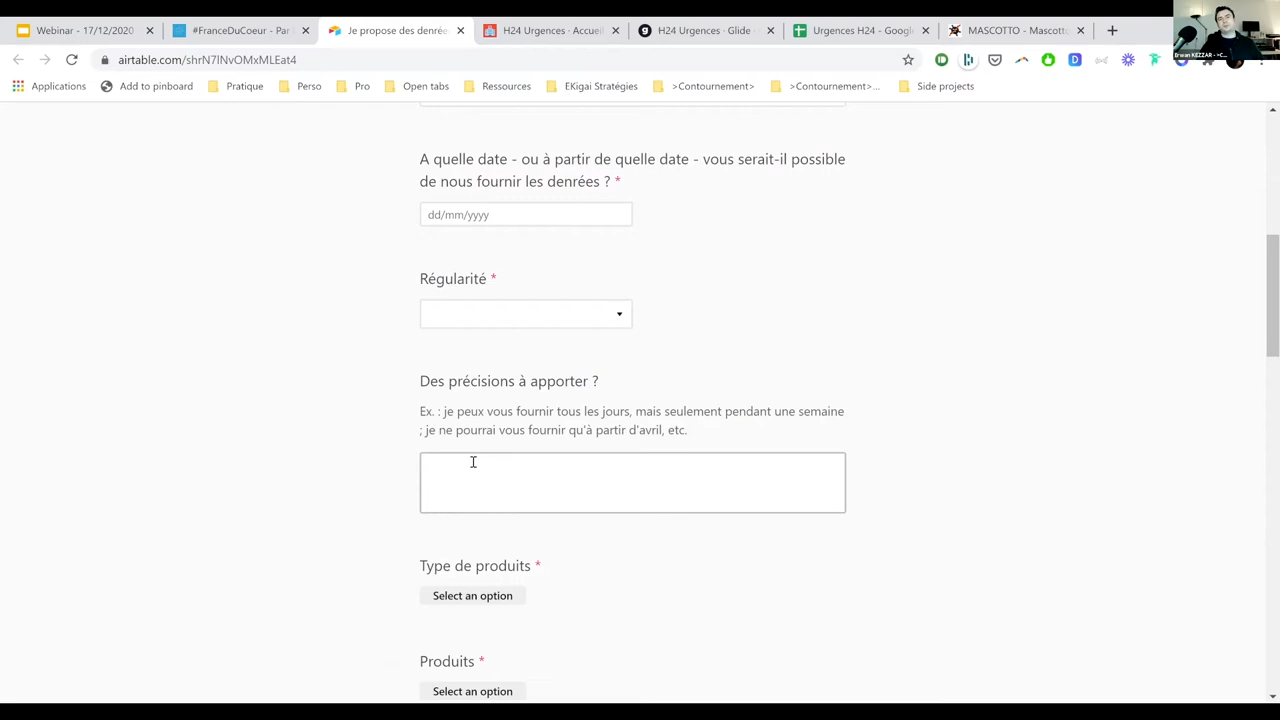 Webinar - 17/12/2020
#FranceDuCoeur - Par
Je propose des denrée
H24 Urgences · Accueil
H24 Urgences · Glide
Urgences H24 - Google
MASCOTTO - Mascotto
airtable.com/shrN7lNvOMxMLEat4
Applications
Add to pinboard
Pratique
Perso
Pro
Open tabs
Ressources
EKigai Stratégies
>Contournement>
>Contournement>...
Side projects
Erwan KEZZAR - >C...
A quelle date - ou à partir de quelle date - vous serait-il possible
de nous fournir les denrées ? *
dd/mm/yyyy
Régularité *
Des précisions à apporter ?
Ex. : je peux vous fournir tous les jours, mais seulement pendant une semaine
; je ne pourrai vous fournir qu'à partir d'avril, etc.
Type de produits *
Select an option
Produits *
Select an option